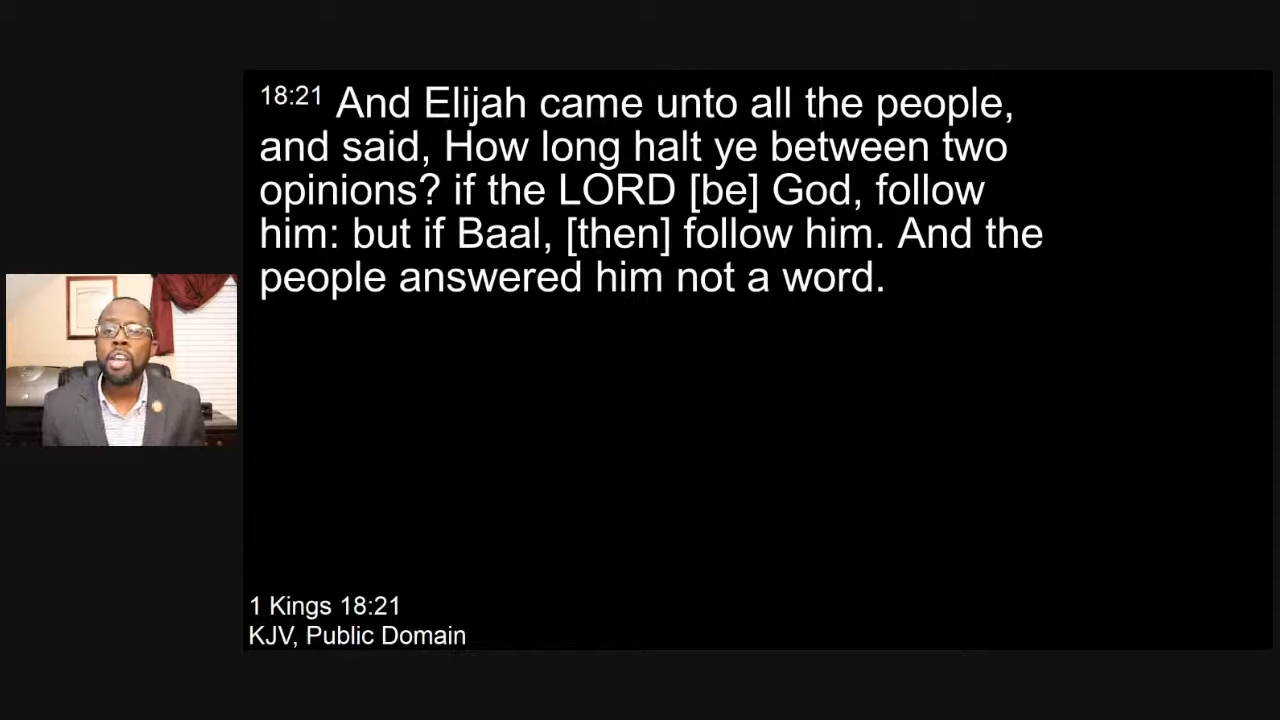 18:21 And Elijah came unto all the people,
and said, How long halt ye between two
opinions? if the LORD [be] God, follow
him: but if Baal, [then] follow him. And the
people answered him not a word.
1 Kings 18:21
KJV, Public Domain